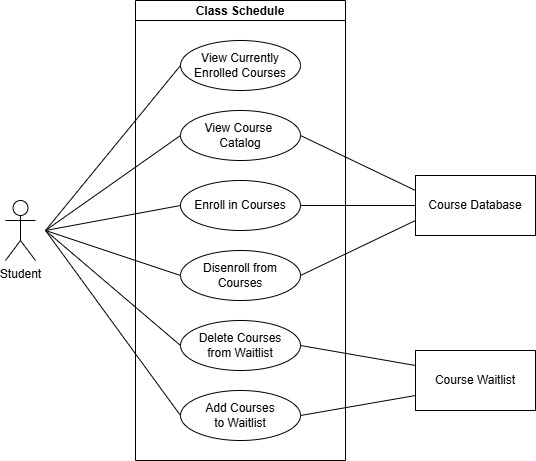 Class Schedule
View Currently
Enrolled Courses
View Course
Catalog
Enroll in Courses
Course Database
Student
Disenroll from
Courses
Delete Courses
from Waitlist
Course Waitlist
Add Courses
to Waitlist